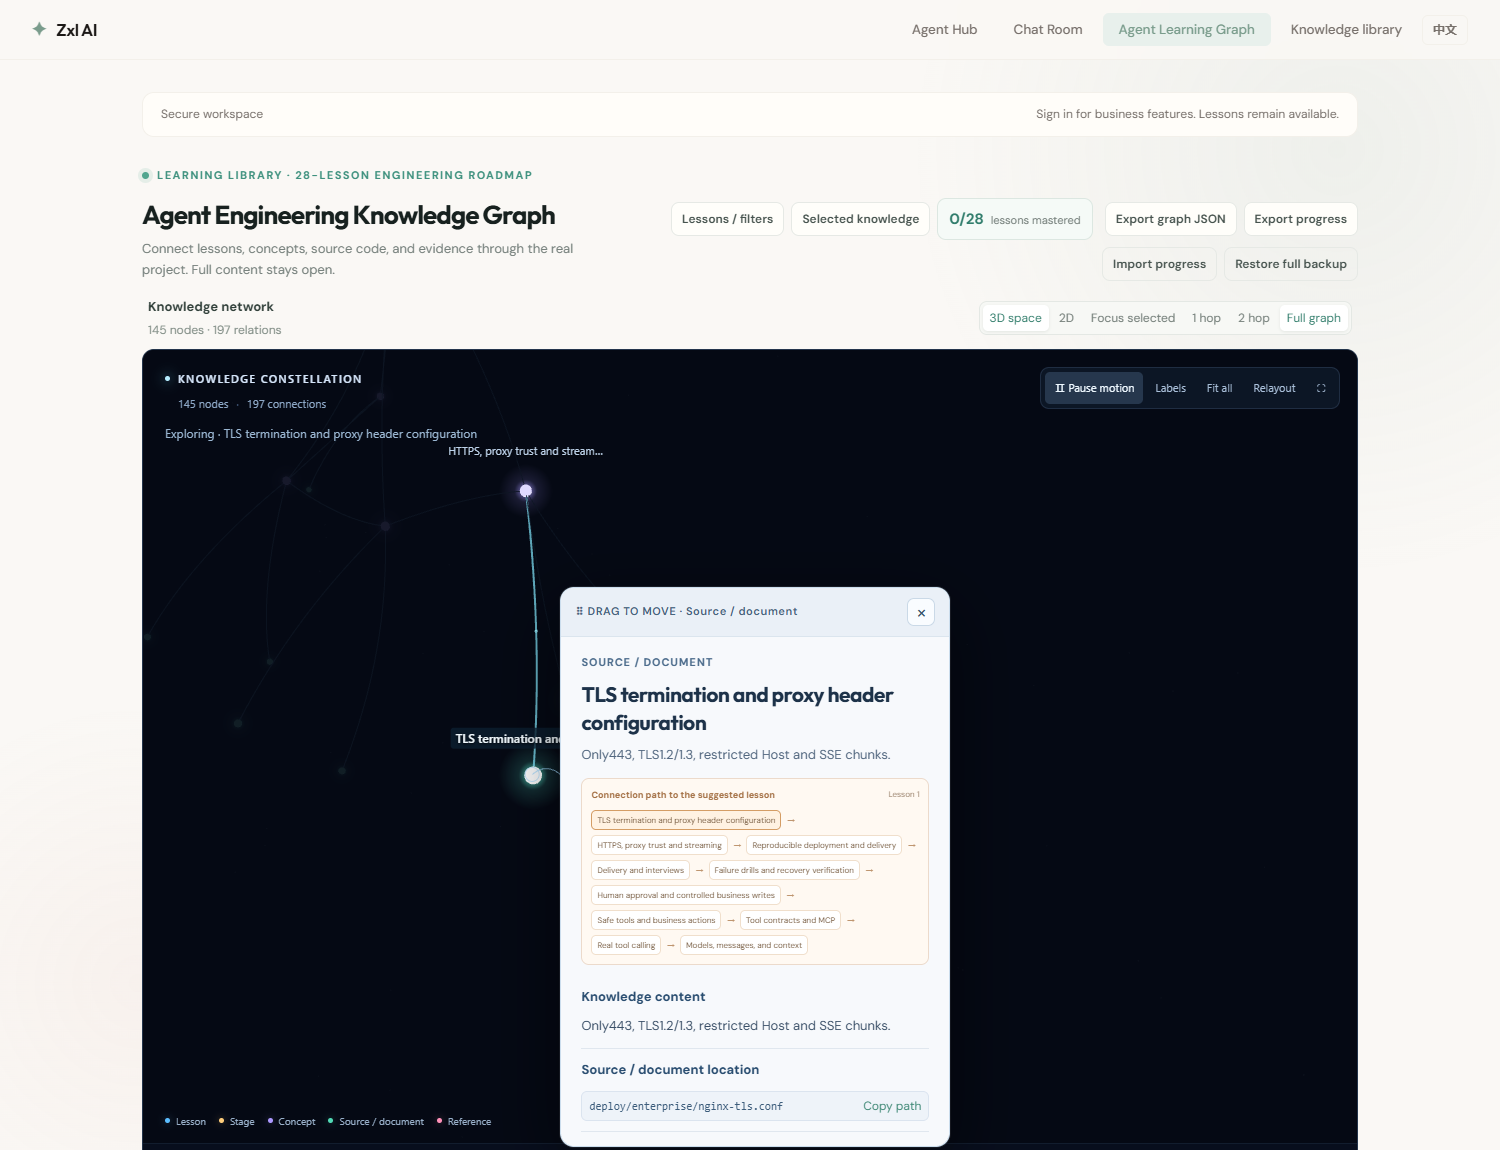 Zxl AI
Agent Hub
Chat Room
Agent Learning Graph
Knowledge library
中文
Secure workspace
Sign in for business features. Lessons remain available.
LEARNING LIBRARY · 28-LESSON ENGINEERING ROADMAP
Agent Engineering Knowledge Graph
Connect lessons, concepts, source code, and evidence through the real
project. Full content stays open.
Lessons / filters
Selected knowledge
0/28 lessons mastered
Export graph JSON
Export progress
Import progress
Restore full backup
Knowledge network
145 nodes · 197 relations
3D space
2D
Focus selected
1 hop
2 hop
Full graph
KNOWLEDGE CONSTELLATION
145 nodes · 197 connections
Exploring · TLS termination and proxy header configuration
Pause motion
Labels
Fit all
Relayout
HTTPS, proxy trust and stream...
TLS termination an
DRAG TO MOVE · Source / document
×
SOURCE / DOCUMENT
TLS termination and proxy header
configuration
Only443, TLS1.2/1.3, restricted Host and SSE chunks.
Connection path to the suggested lesson
Lesson 1
TLS termination and proxy header configuration →
HTTPS, proxy trust and streaming → Reproducible deployment and delivery →
Delivery and interviews → Failure drills and recovery verification →
Human approval and controlled business writes →
Safe tools and business actions → Tool contracts and MCP →
Real tool calling → Models, messages, and context
Knowledge content
Only443, TLS1.2/1.3, restricted Host and SSE chunks.
Source / document location
deploy/enterprise/nginx-tls.conf
Copy path
Lesson
Stage
Concept
Source / document
Reference